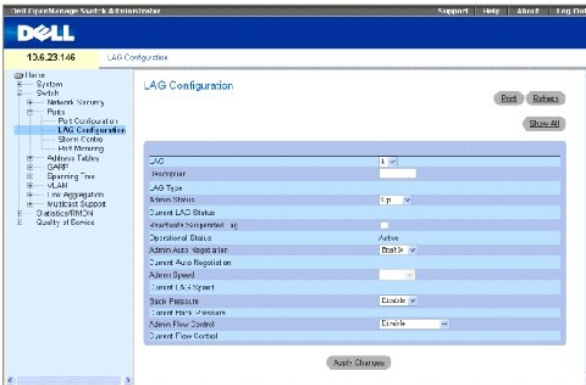 Dell OpenManage Switch Administrator
Support Help About Log Out
DELL
10.6.23.146
LAG Configuration
Home
System
Switch
Network Security
Ports
Port Configuration
LAG Configuration
Storm Control
Port Mirroring
Address Tables
GARP
Spanning Tree
VLAN
Link Aggregation
Multicast Support
Statistics/RMON
Quality of Service
LAG Configuration
Print Refresh
Show All
LAG 1
Description
LAG Type
Admin Status Up
Current LAG Status
Reactivate Suspended Lag
Operational Status Active
Admin Auto Negotiation Enable
Current Auto Negotiation
Admin Speed
Current LAG Speed
Back Pressure Disable
Current Back Pressure
Admin Flow Control Disable
Current Flow Control
Apply Changes